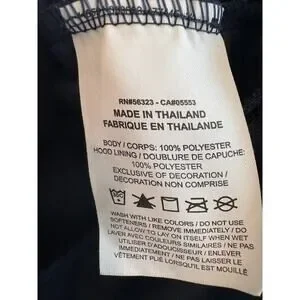 RN#56323 - CA#05553
MADE IN THAILAND
FABRIQUE EN THAILANDE
BODY / CORPS: 100% POLYESTER
HOOD LINING / DOUBLURE DE CAPUCHE:
100% POLYESTER
EXCLUSIVE OF DECORATION /
DECORATION NON COMPRISE
WASH WITH LIKE COLORS / DO NOT USE
SOFTENERS / REMOVE IMMEDIATELY / DO
NOT ALLOW TO LAY ON ITSELF WHEN WET
LAVER AVEC COULEURS SIMILAIRES / NE PAS
UTILISER D'ADOUCISSEUR / ENLEVER
IMMÉDIATEMENT / NE PAS LAISSER LE
VÊTEMENT PLIÉ LORSQU'IL EST MOUILLÉ